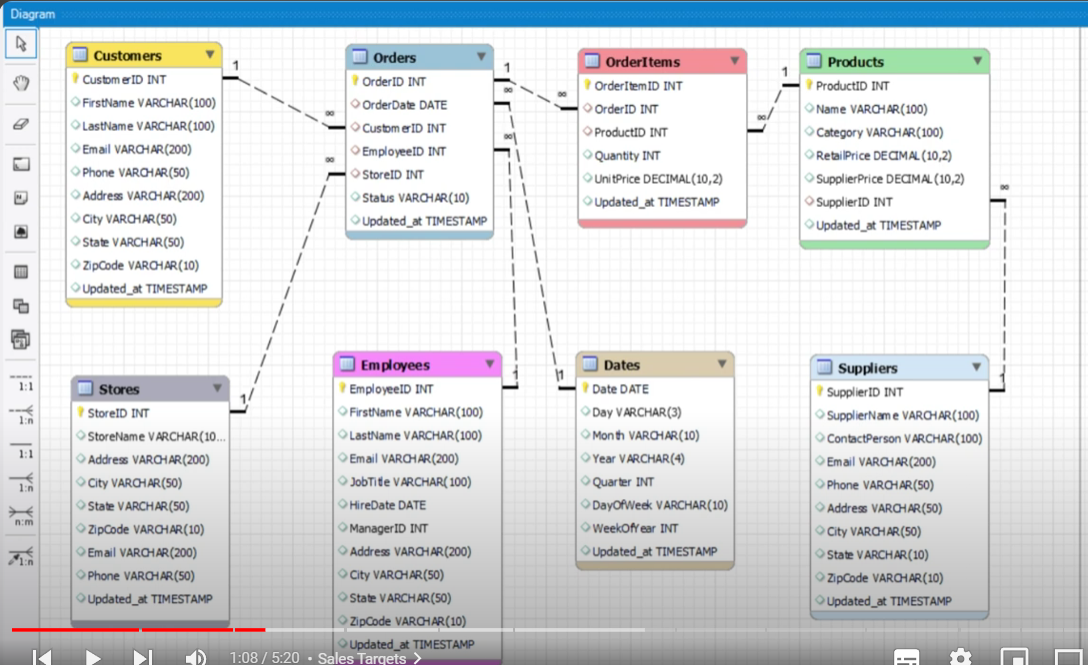 Diagram
Customers
CustomerID INT
FirstName VARCHAR(100)
LastName VARCHAR(100)
Email VARCHAR(200)
Phone VARCHAR(50)
Address VARCHAR(200)
City VARCHAR(50)
State VARCHAR(50)
ZipCode VARCHAR(10)
Updated_at TIMESTAMP
1
∞
∞
Orders
OrderID INT
OrderDate DATE
CustomerID INT
EmployeeID INT
StoreID INT
Status VARCHAR(10)
Updated_at TIMESTAMP
1
∞
∞
∞
OrderItems
OrderItemID INT
OrderID INT
ProductID INT
Quantity INT
UnitPrice DECIMAL(10,2)
Updated_at TIMESTAMP
1
∞
Products
ProductID INT
Name VARCHAR(100)
Category VARCHAR(100)
RetailPrice DECIMAL(10,2)
SupplierPrice DECIMAL(10,2)
SupplierID INT
Updated_at TIMESTAMP
∞
Stores
StoreID INT
StoreName VARCHAR(10...
Address VARCHAR(200)
City VARCHAR(50)
State VARCHAR(50)
ZipCode VARCHAR(10)
Email VARCHAR(200)
Phone VARCHAR(50)
Updated_at TIMESTAMP
1
Employees
EmployeeID INT
FirstName VARCHAR(100)
LastName VARCHAR(100)
Email VARCHAR(200)
JobTitle VARCHAR(100)
HireDate DATE
ManagerID INT
Address VARCHAR(200)
City VARCHAR(50)
State VARCHAR(50)
ZipCode VARCHAR(10)
Updated_at TIMESTAMP
1
1
Dates
Date DATE
Day VARCHAR(3)
Month VARCHAR(10)
Year VARCHAR(4)
Quarter INT
DayOfWeek VARCHAR(10)
WeekOfYear INT
Updated_at TIMESTAMP
Suppliers
SupplierID INT
SupplierName VARCHAR(100)
ContactPerson VARCHAR(100)
Email VARCHAR(200)
Phone VARCHAR(50)
Address VARCHAR(50)
City VARCHAR(50)
State VARCHAR(10)
ZipCode VARCHAR(10)
Updated_at TIMESTAMP
1
1:1
1:n
1:1
1:n
n:m
1:n
1:08 / 5:20 • Sales Targets >